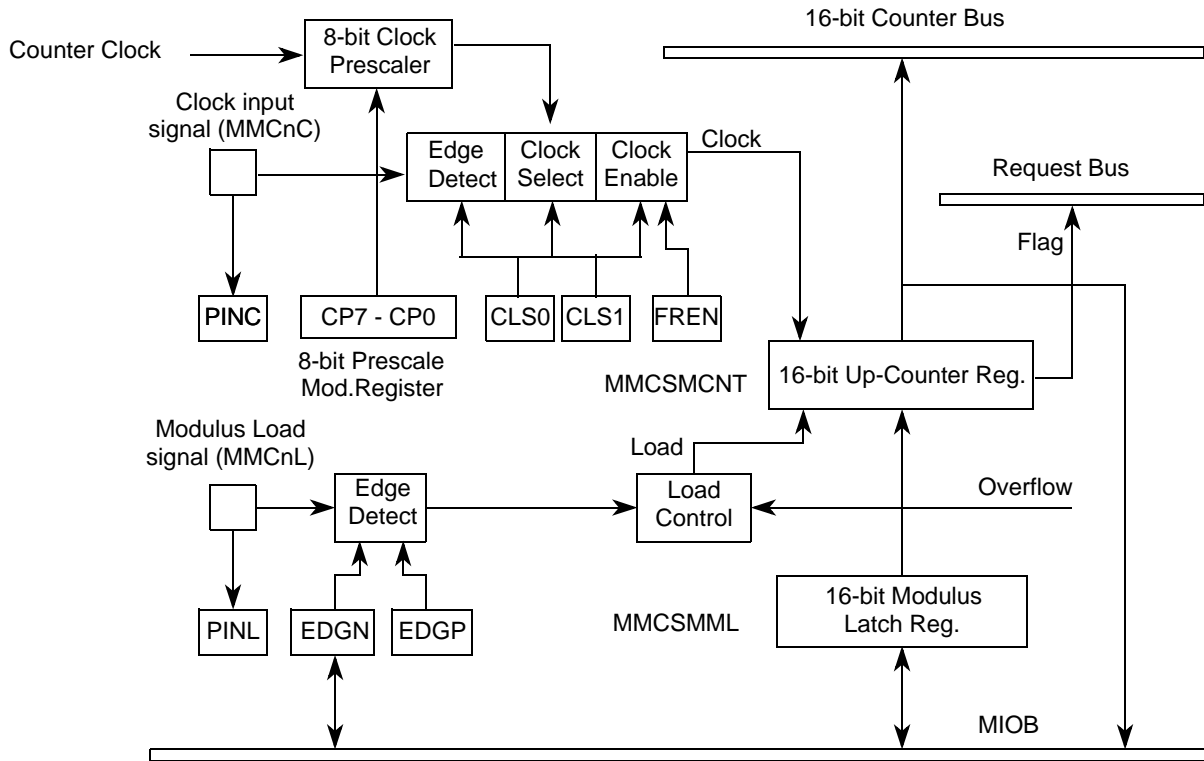 16-bit Counter Bus
Counter Clock
8-bit Clock
Prescaler
Clock input
signal (MMCnC)
Edge
Detect
Clock
Select
Clock
Enable
Clock
Request Bus
Flag
PINC
CP7 - CP0
CLS0
CLS1
FREN
8-bit Prescale
Mod.Register
MMCSMCNT
16-bit Up-Counter Reg.
Modulus Load
signal (MMCnL)
Load
Edge
Detect
Load
Control
Overflow
PINL
EDGN
EDGP
MMCSMML
16-bit Modulus
Latch Reg.
MIOB